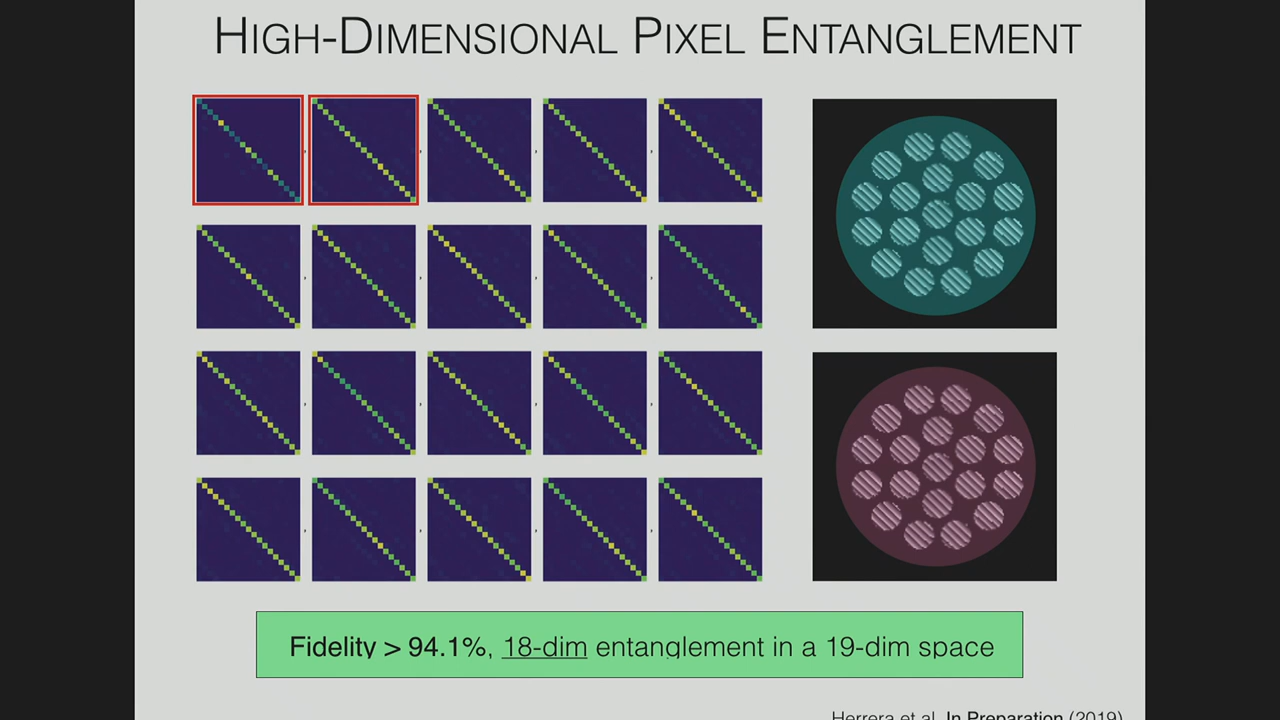 HIGH-DIMENSIONAL PIXEL ENTANGLEMENT
Fidelity > 94.1%, 18-dim entanglement in a 19-dim space
Herrera et al, In Preparation (2019)